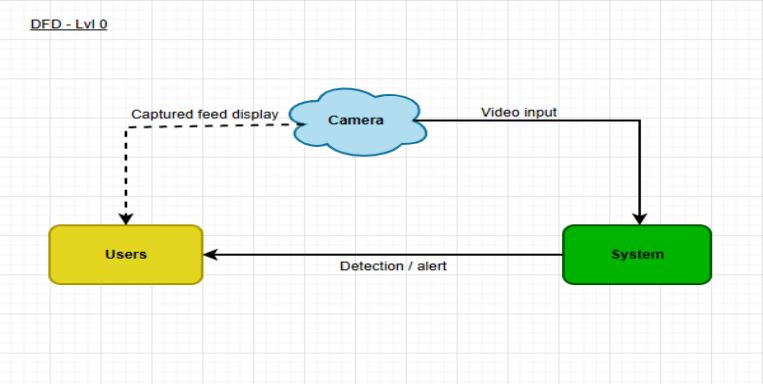 DFD - Lvl 0
Captured feed display
Camera
Video input
Users
System
Detection / alert